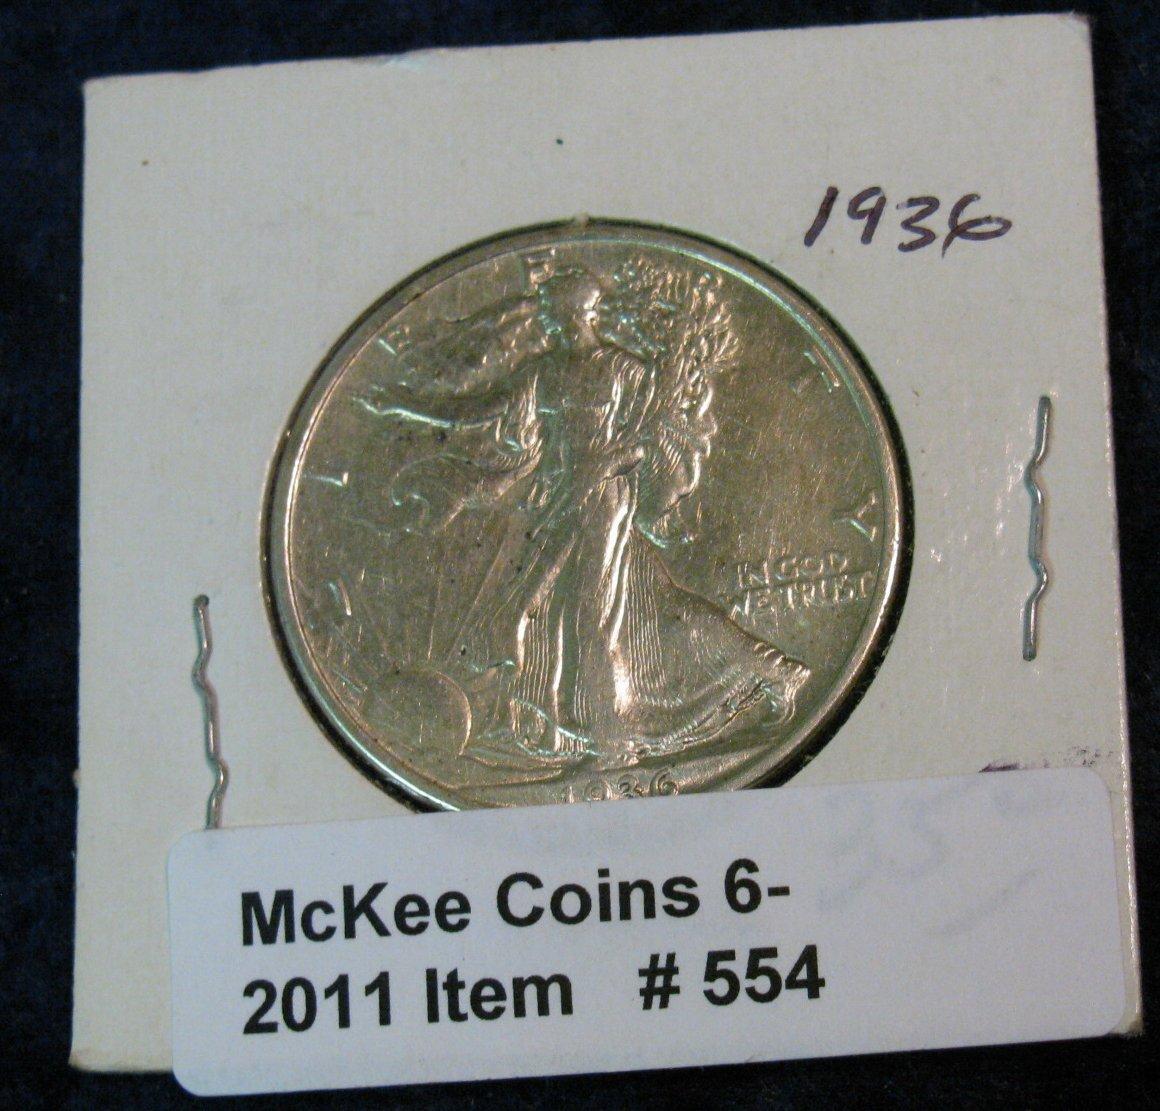 1936
LIBERTY
IN GOD
WE TRUST
1936
McKee Coins 6-
2011 Item # 554